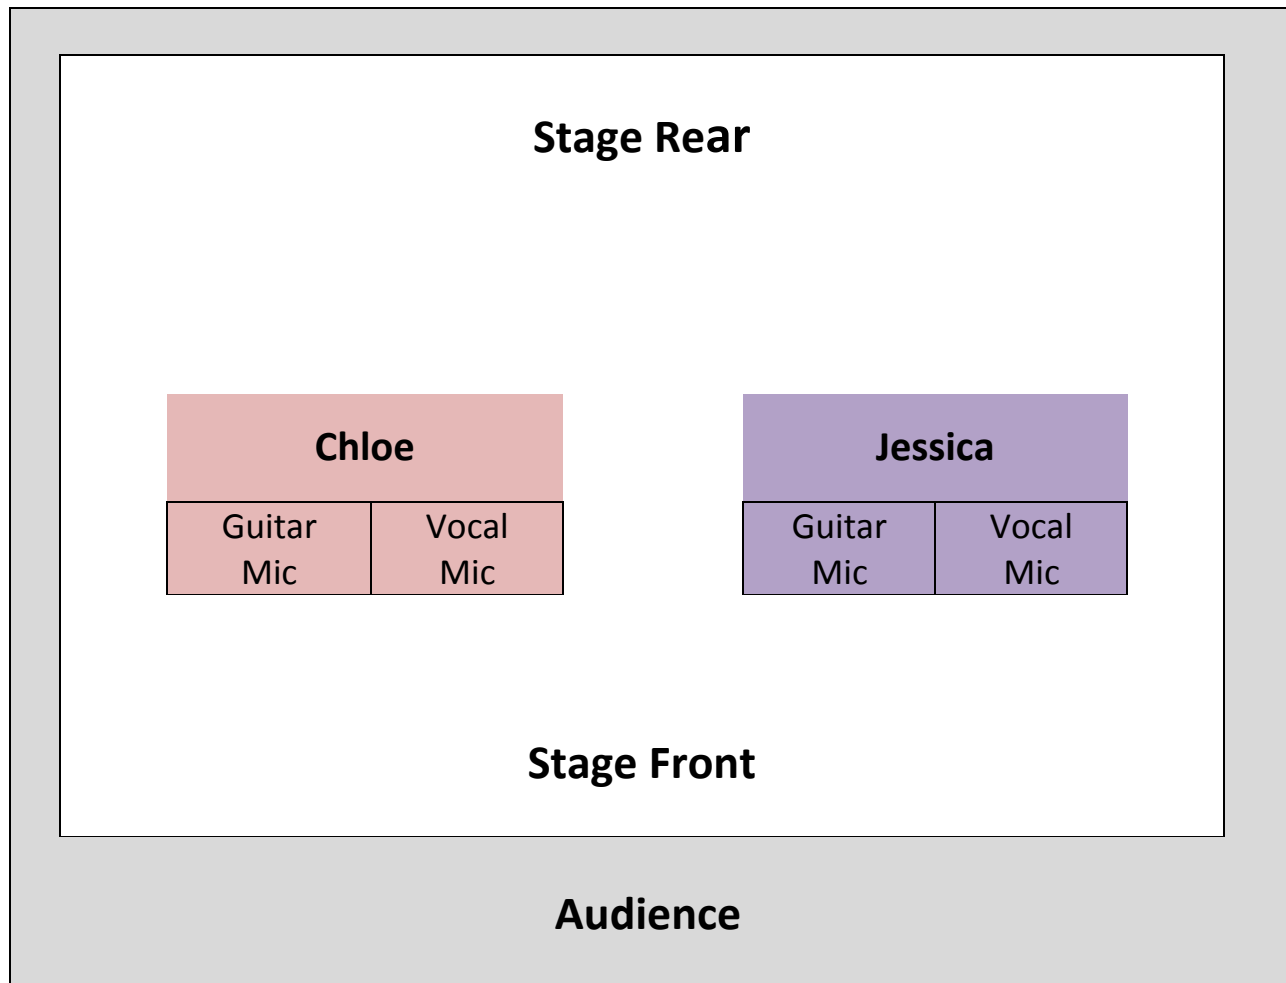 Stage Rear
Chloe
Guitar
Mic
Vocal
Mic
Jessica
Guitar
Mic
Vocal
Mic
Stage Front
Audience